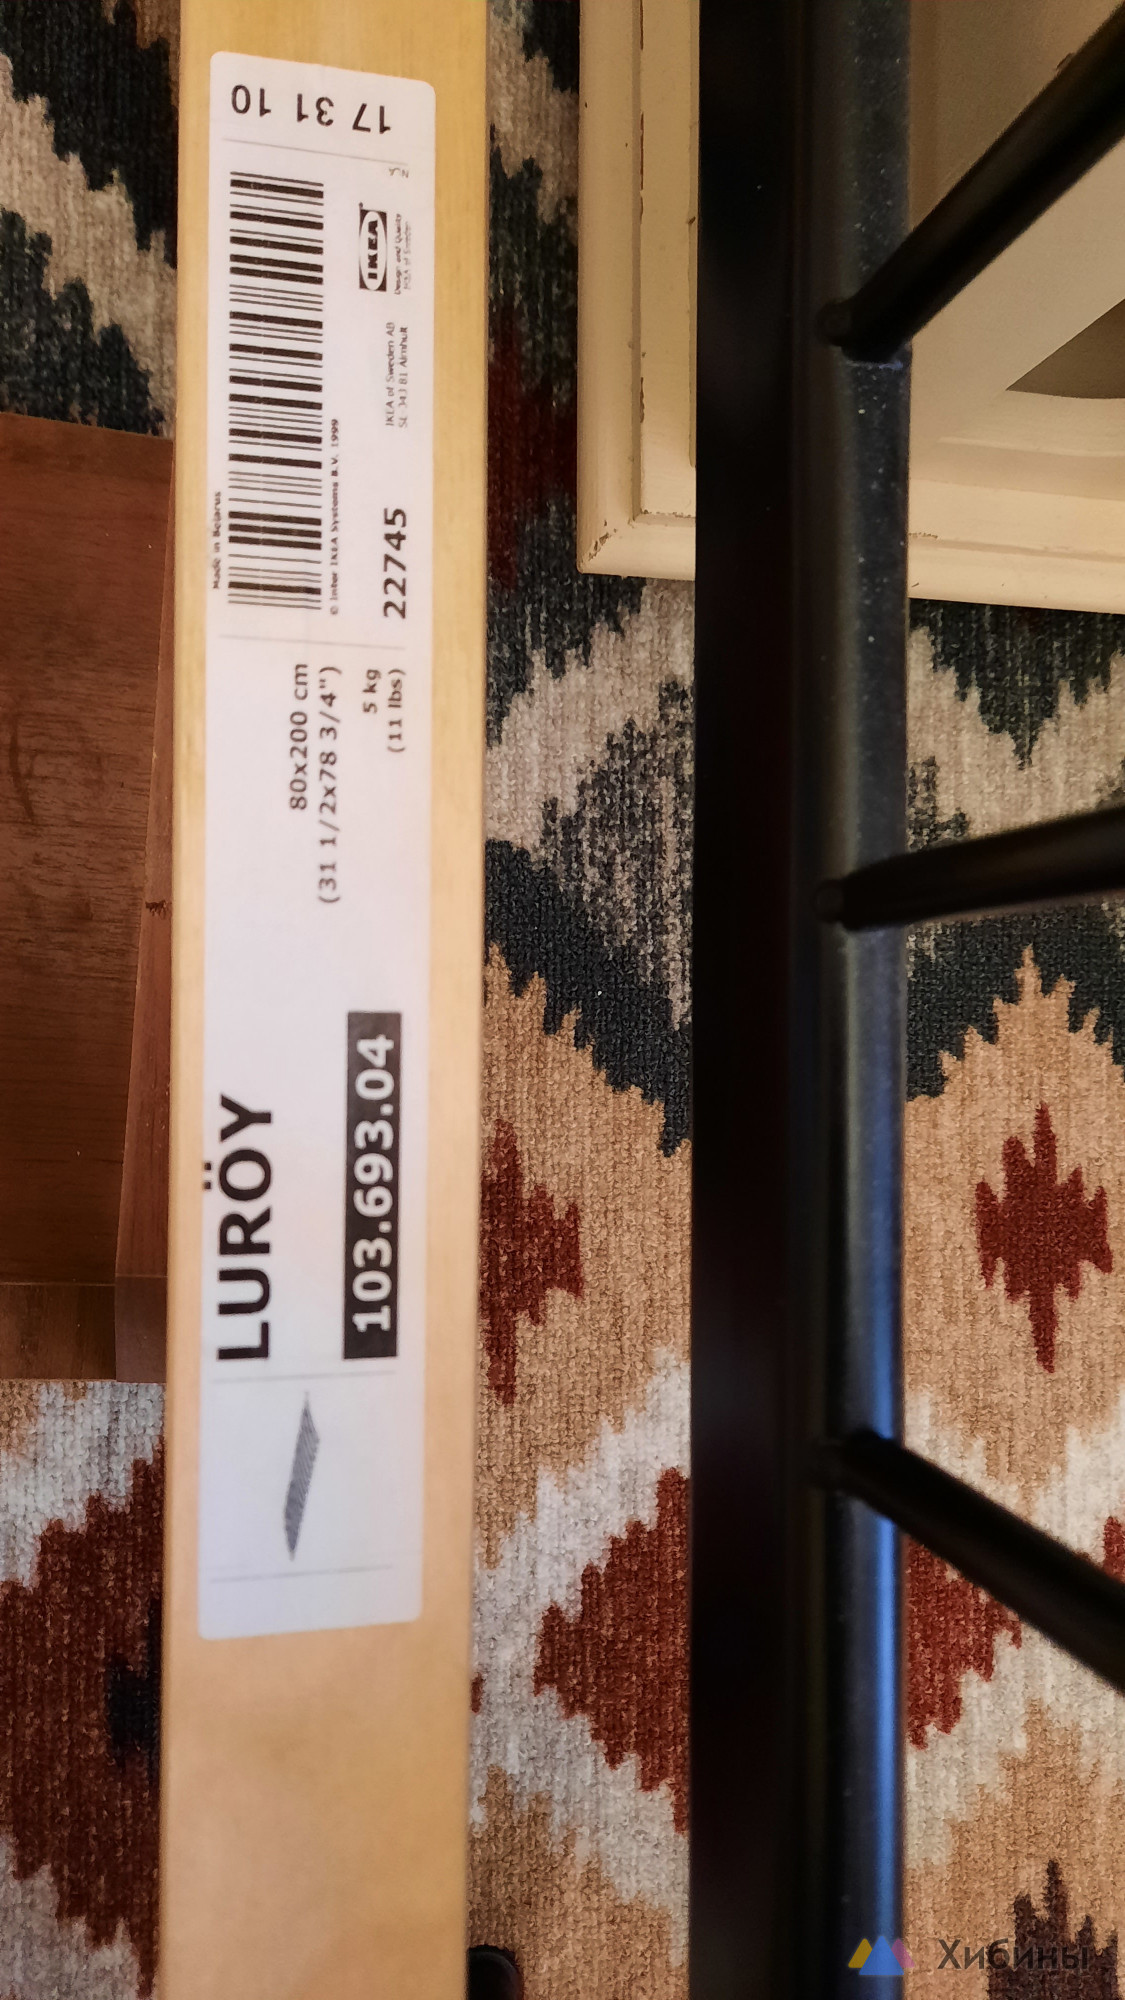 LURÖY
103.693.04
80x200 cm
(31 1/2x78 3/4")
5 kg
(11 lbs)
Made in Belarus
© Inter IKEA Systems B.V. 1999
22745
IKEA of Sweden AB
SE-343 81 Älmhult
IKEA
Design and Quality
IKEA of Sweden
17 31 10
Хибины